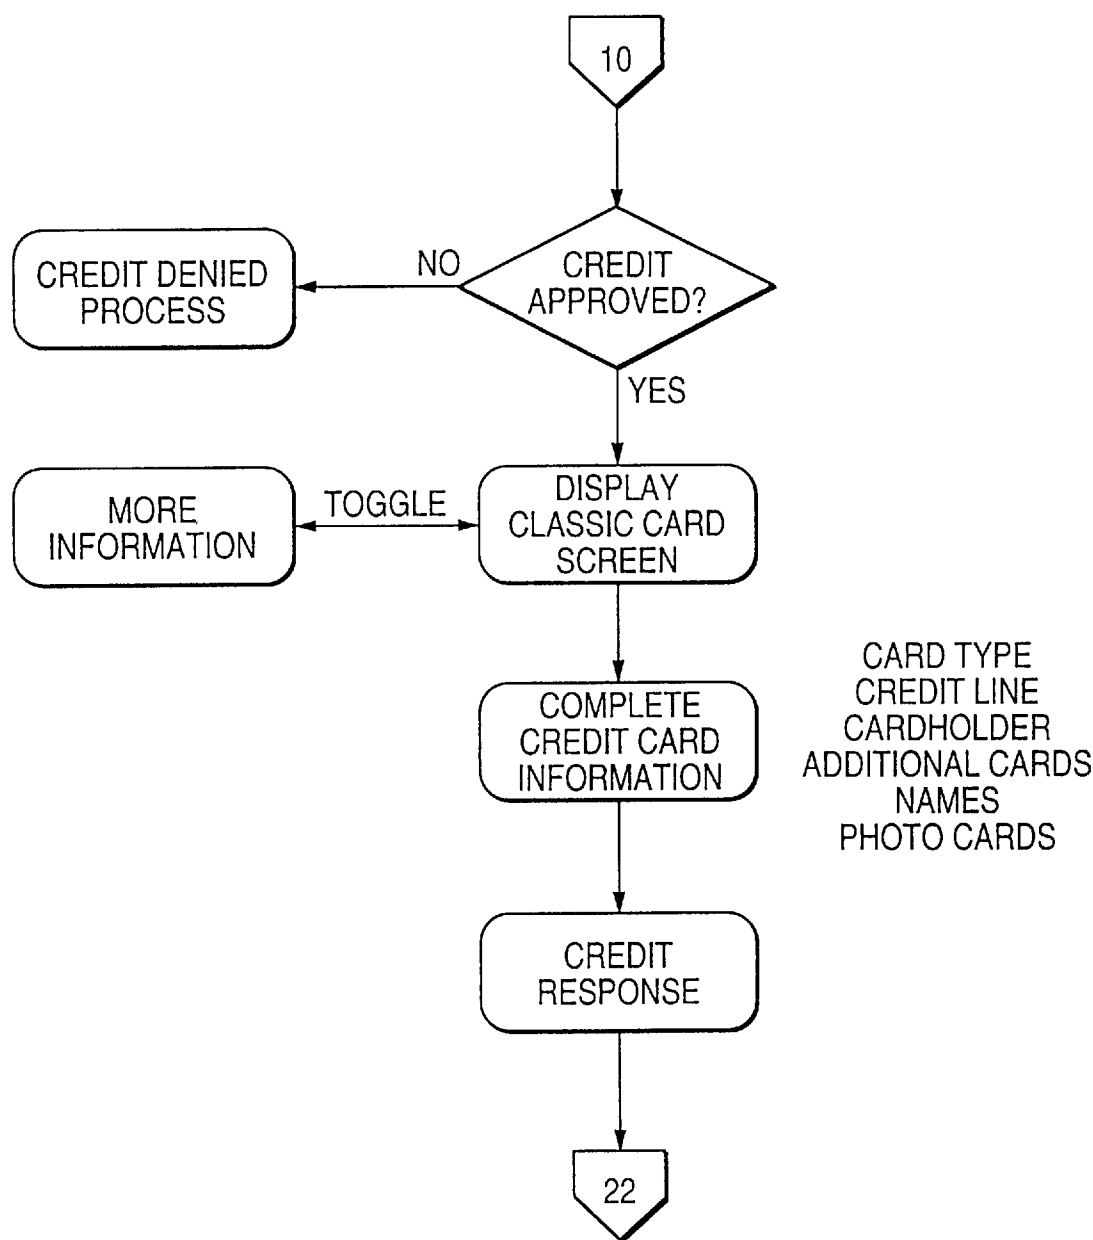 10
CREDIT
APPROVED?
NO
CREDIT DENIED
PROCESS
YES
DISPLAY
CLASSIC CARD
SCREEN
TOGGLE
MORE
INFORMATION
COMPLETE
CREDIT CARD
INFORMATION
CARD TYPE
CREDIT LINE
CARDHOLDER
ADDITIONAL CARDS
NAMES
PHOTO CARDS
CREDIT
RESPONSE
22